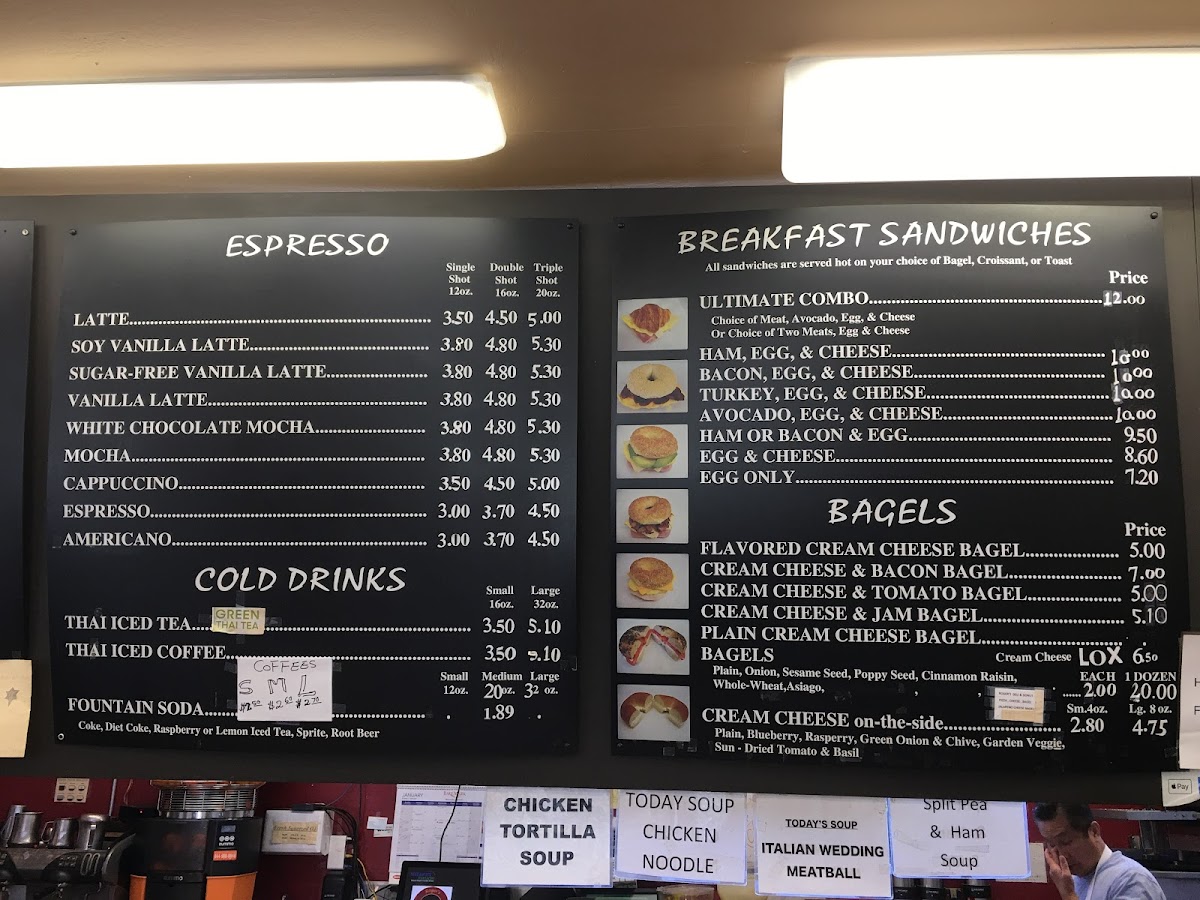 ESPRESSO
Single Double Triple
Shot Shot Shot
12oz. 16oz. 20oz.
LATTE 3.50 4.50 5.00
SOY VANILLA LATTE 3.80 4.80 5.30
SUGAR-FREE VANILLA LATTE 3.80 4.80 5.30
VANILLA LATTE 3.80 4.80 5.30
WHITE CHOCOLATE MOCHA 3.80 4.80 5.30
MOCHA 3.80 4.80 5.30
CAPPUCCINO 3.50 4.50 5.00
ESPRESSO 3.00 3.70 4.50
AMERICANO 3.00 3.70 4.50
COLD DRINKS
Small Large
16oz. 32oz.
GREEN
THAI TEA
THAI ICED TEA 3.50 5.10
THAI ICED COFFEE 3.50 5.10
COFFEES
S M L
Small Medium Large
12oz. 20oz. 32 oz.
FOUNTAIN SODA 1.89
Coke, Diet Coke, Raspberry or Lemon Iced Tea, Sprite, Root Beer
BREAKFAST SANDWICHES
All sandwiches are served hot on your choice of Bagel, Croissant, or Toast
Price
ULTIMATE COMBO 12.00
Choice of Meat, Avocado, Egg, & Cheese
Or Choice of Two Meats, Egg & Cheese
HAM, EGG, & CHEESE 10.00
BACON, EGG, & CHEESE 10.00
TURKEY, EGG, & CHEESE 10.00
AVOCADO, EGG, & CHEESE 10.00
HAM OR BACON & EGG 9.50
EGG & CHEESE 8.60
EGG ONLY 7.20
BAGELS
Price
FLAVORED CREAM CHEESE BAGEL 5.00
CREAM CHEESE & BACON BAGEL 7.00
CREAM CHEESE & TOMATO BAGEL 5.00
CREAM CHEESE & JAM BAGEL 5.10
PLAIN CREAM CHEESE BAGEL
BAGELS Cream Cheese LOX 6.50
EACH 1 DOZEN
Plain, Onion, Sesame Seed, Poppy Seed, Cinnamon Raisin,
Whole-Wheat,Asiago, 2.00 20.00
Sm.4oz. Lg. 8 oz.
CREAM CHEESE on-the-side 2.80 4.75
Plain, Blueberry, Rasperry, Green Onion & Chive, Garden Veggie,
Sun - Dried Tomato & Basil
Pay
JANUARY
CHICKEN
TORTILLA
SOUP
TODAY SOUP
CHICKEN
NOODLE
TODAY'S SOUP
ITALIAN WEDDING
MEATBALL
Split Pea
& Ham
Soup